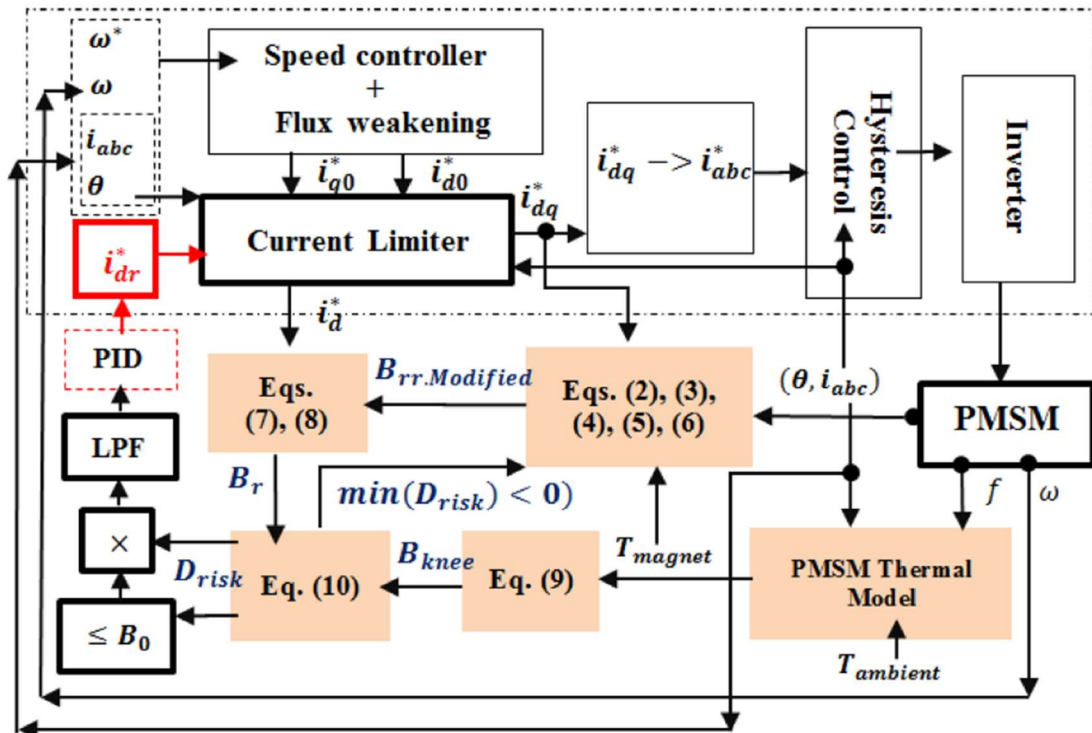 ω*
ω
i_abc
θ
Speed controller
+
Flux weakening
i*_q0
i*_d0
i*_dq
i*_dq -> i*_abc
Hysteresis
Control
Inverter
Current Limiter
i*_dr
i*_d
PID
LPF
×
≤ B_0
Eqs.
(7), (8)
B_rr.Modified
Eqs. (2), (3),
(4), (5), (6)
(θ, i_abc)
PMSM
f
ω
B_r
min(D_risk) < 0)
D_risk
Eq. (10)
B_knee
Eq. (9)
T_magnet
PMSM Thermal
Model
T_ambient